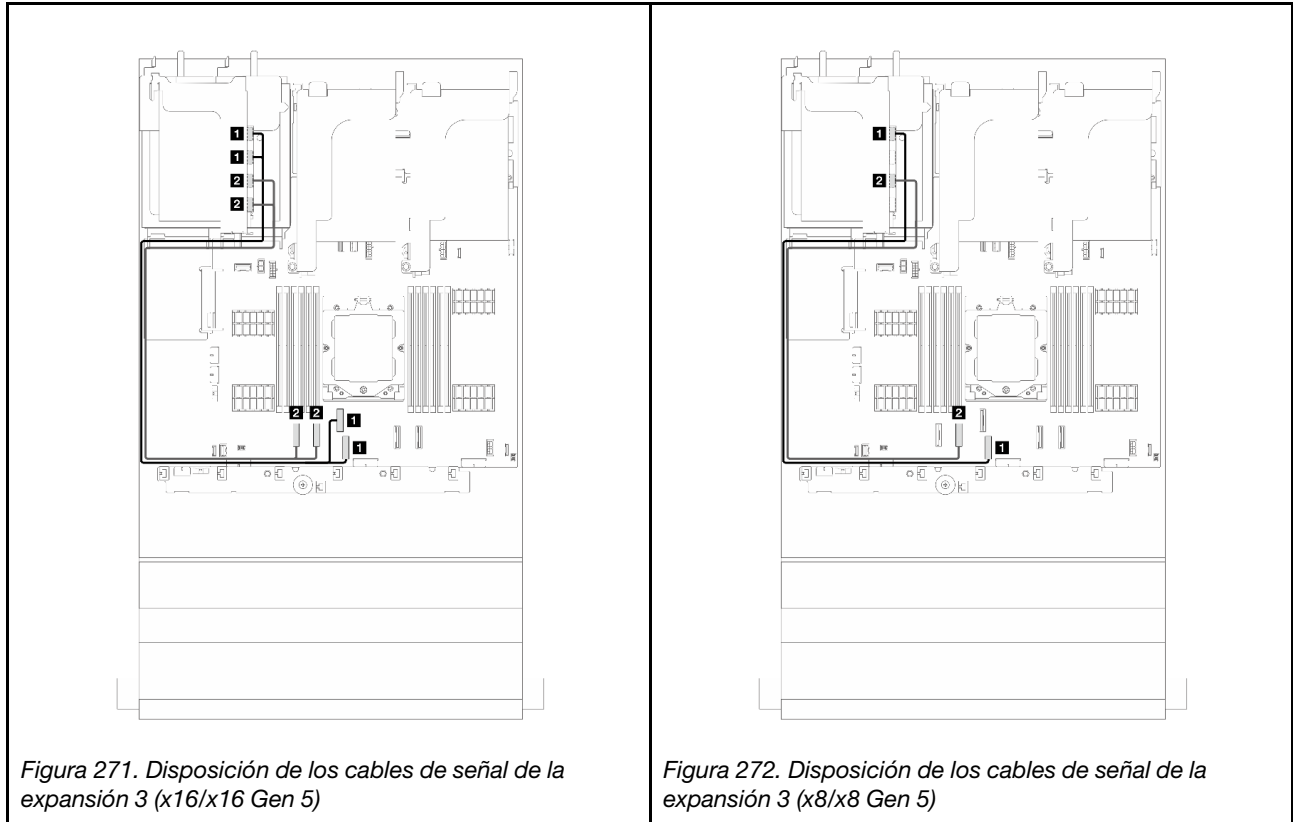 1
1
2
2
2 2
1
1
Figura 271. Disposición de los cables de señal de la
expansión 3 (x16/x16 Gen 5)
1
2
2
1
Figura 272. Disposición de los cables de señal de la
expansión 3 (x8/x8 Gen 5)